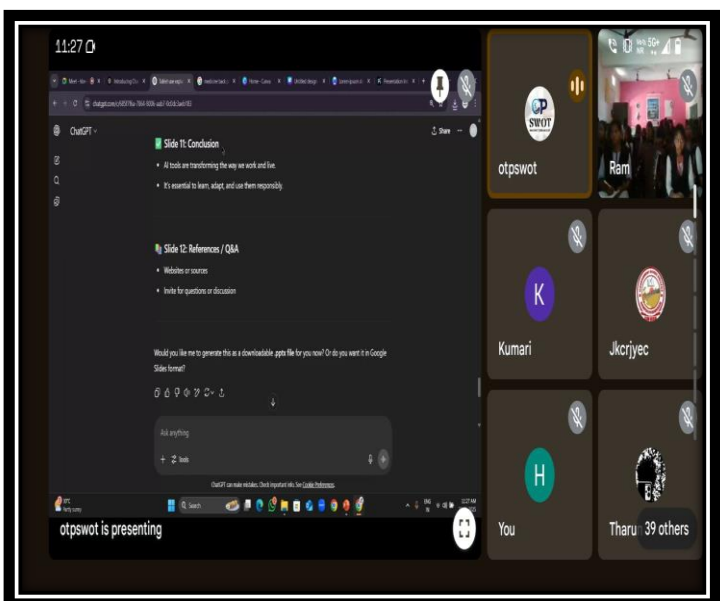 11:27
ChatGPT
Share
✅ Slide 11: Conclusion
• AI tools are transforming the way we work and live.
• It's essential to learn, adapt, and use them responsibly.
📚 Slide 12: References / Q&A
• Websites or sources
• Invite for questions or discussion
Would you like me to generate this as a downloadable .pptx file for you now? Or do you want it in Google
Slides format?
Ask anything
Tools
ChatGPT can make mistakes. Check important info. See Cookie Preferences.
Search
otpswot is presenting
SWOT
otpswot
Ram
K
Kumari
Jkcrjyec
H
You
Tharu
39 others